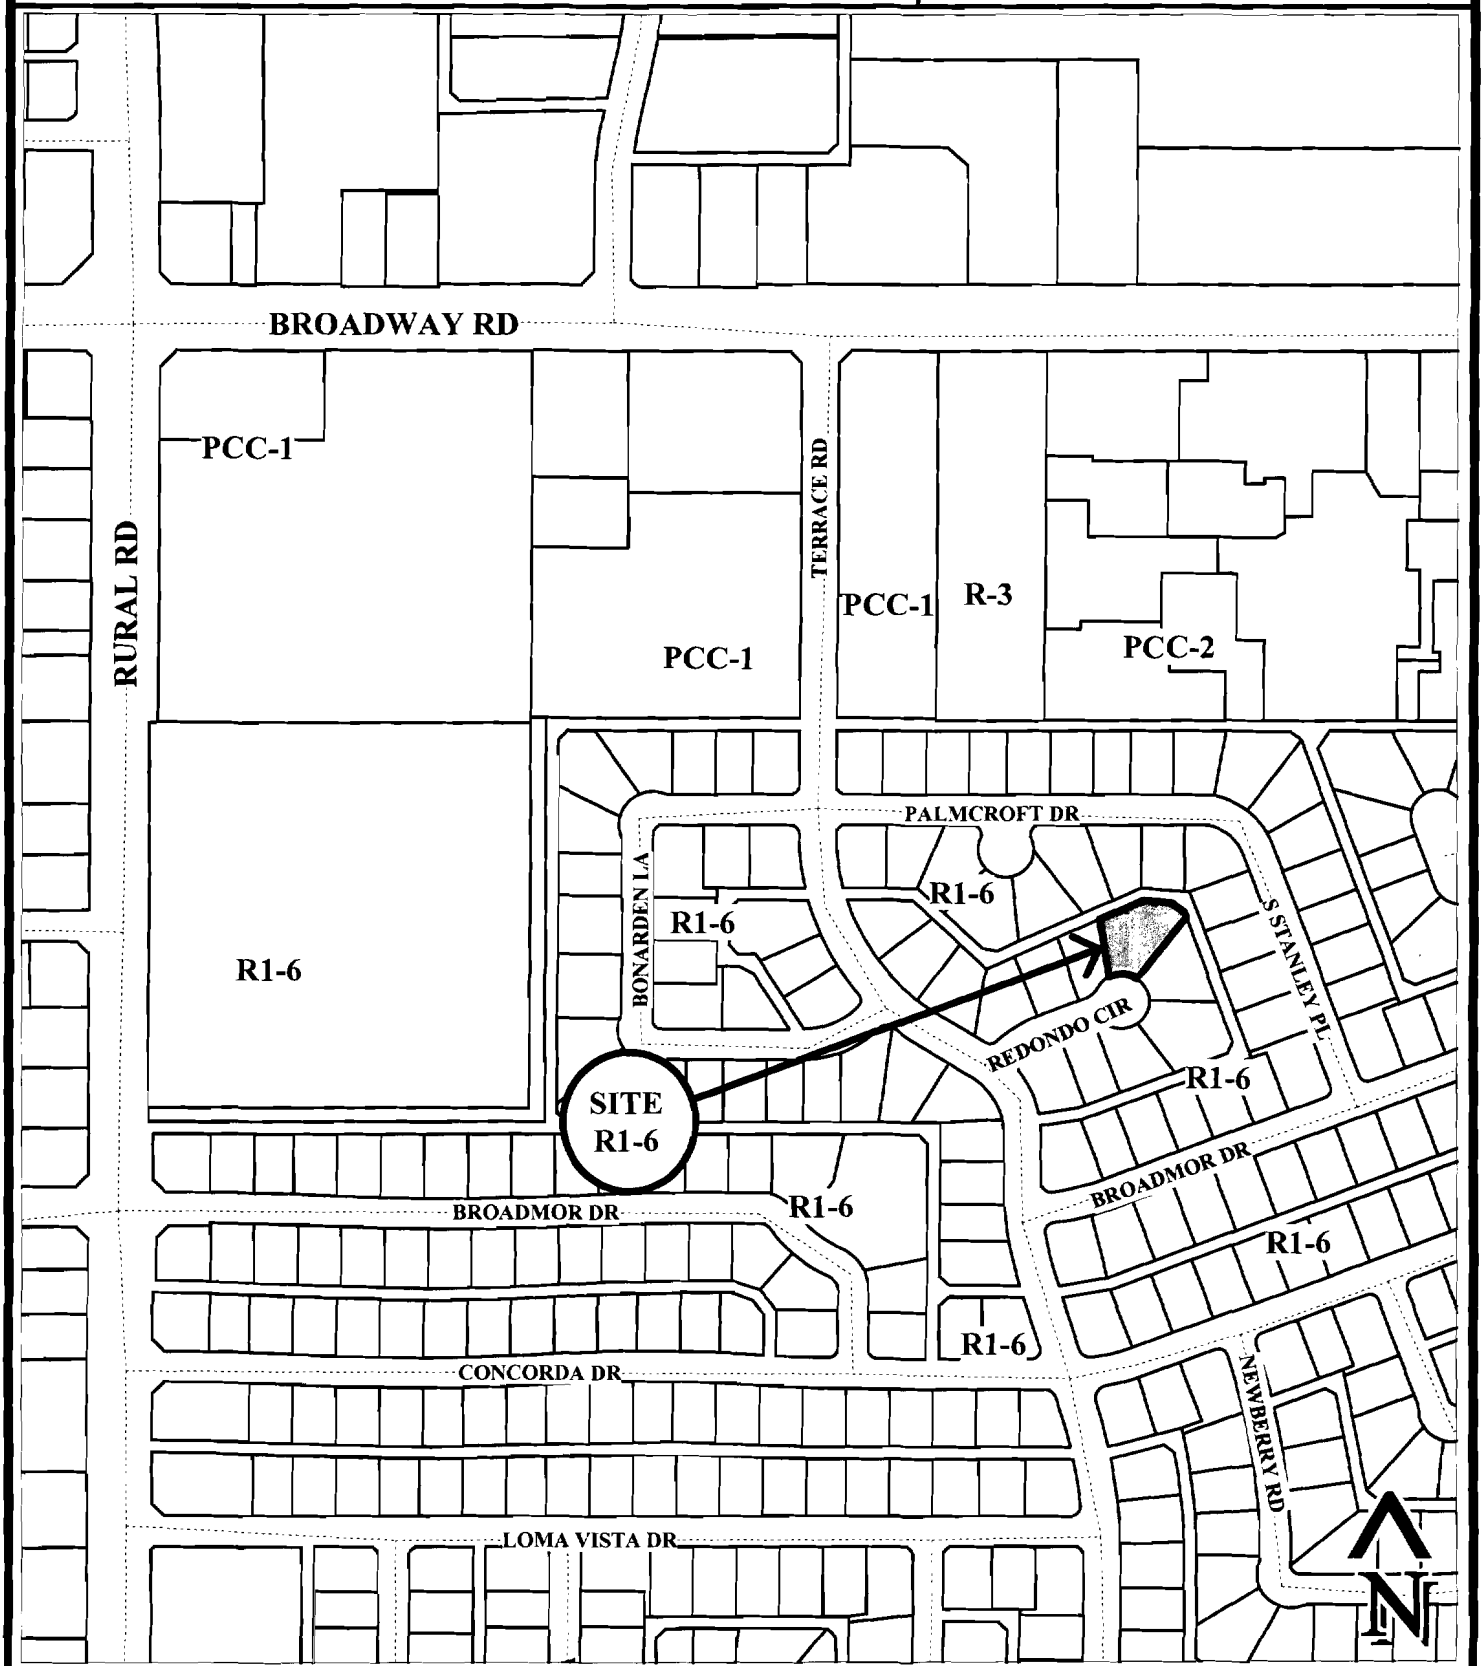 BROADWAY RD
PCC-1
TERRACE RD
RURAL RD
PCC-1
R-3
PCC-1
PCC-2
PALMCROFT DR
BONARDEN LA
R1-6
R1-6
S STANLEY PL
R1-6
REDONDO CIR
R1-6
SITE
R1-6
BROADMOR DR
R1-6
BROADMOR DR
R1-6
R1-6
CONCORDA DR
NEWBERRY RD
LOMA VISTA DR
N